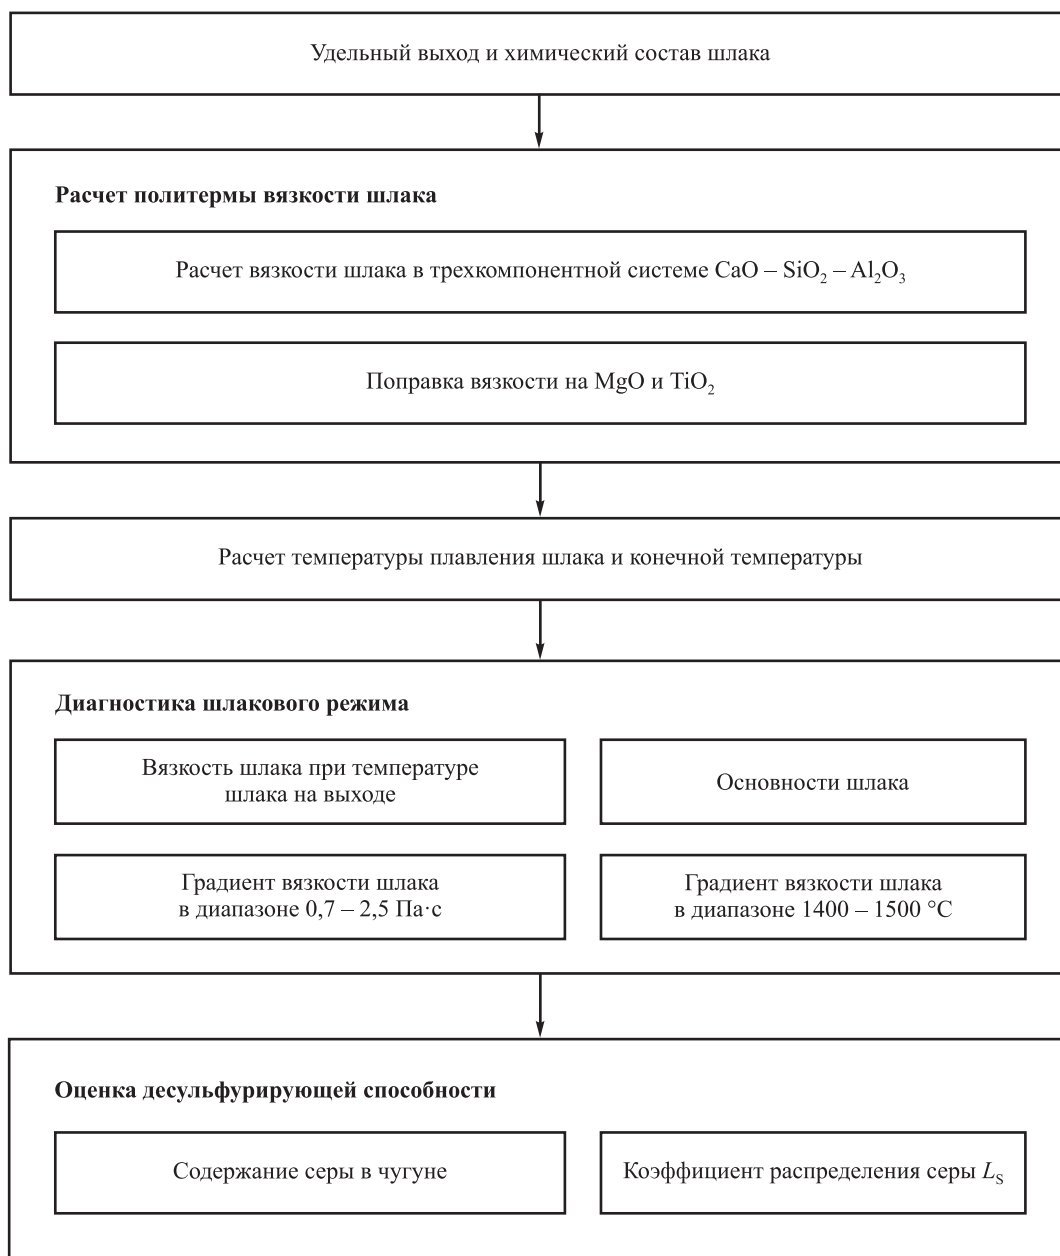 Удельный выход и химический состав шлака
Расчет политермы вязкости шлака
Расчет вязкости шлака в трехкомпонентной системе CaO – SiO₂ – Al₂O₃
Поправка вязкости на MgO и TiO₂
Расчет температуры плавления шлака и конечной температуры
Диагностика шлакового режима
Вязкость шлака при температуре
шлака на выходе
Основности шлака
Градиент вязкости шлака
в диапазоне 0,7 – 2,5 Па·с
Градиент вязкости шлака
в диапазоне 1400 – 1500 °C
Оценка десульфурирующей способности
Содержание серы в чугуне
Коэффициент распределения серы Lₛ